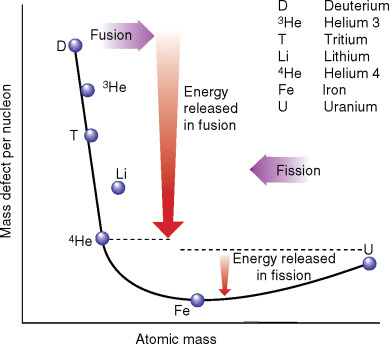 D Deuterium
³He Helium 3
T Tritium
Li Lithium
⁴He Helium 4
Fe Iron
U Uranium
Fusion
D
³He
Energy
released
in fusion
T
Li
Fission
⁴He
U
Energy released
in fission
Fe
Mass defect per nucleon
Atomic mass